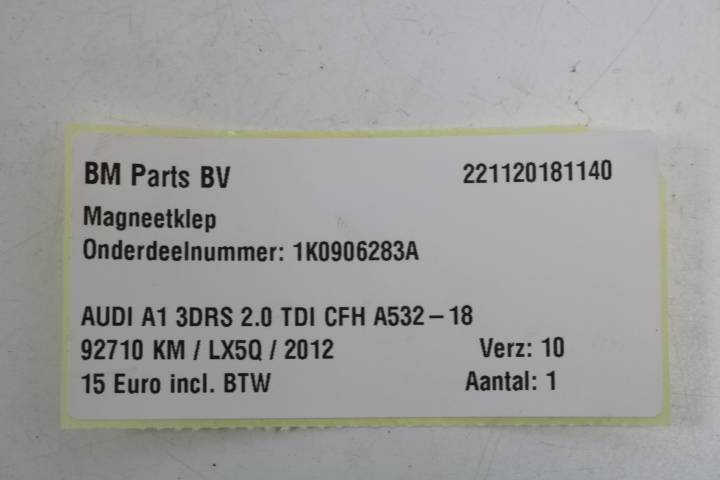 BM Parts BV 221120181140
Magneetklep
Onderdeelnummer: 1K0906283A
AUDI A1 3DRS 2.0 TDI CFH A532-18
92710 KM / LX5Q / 2012 Verz: 10
15 Euro incl. BTW Aantal: 1